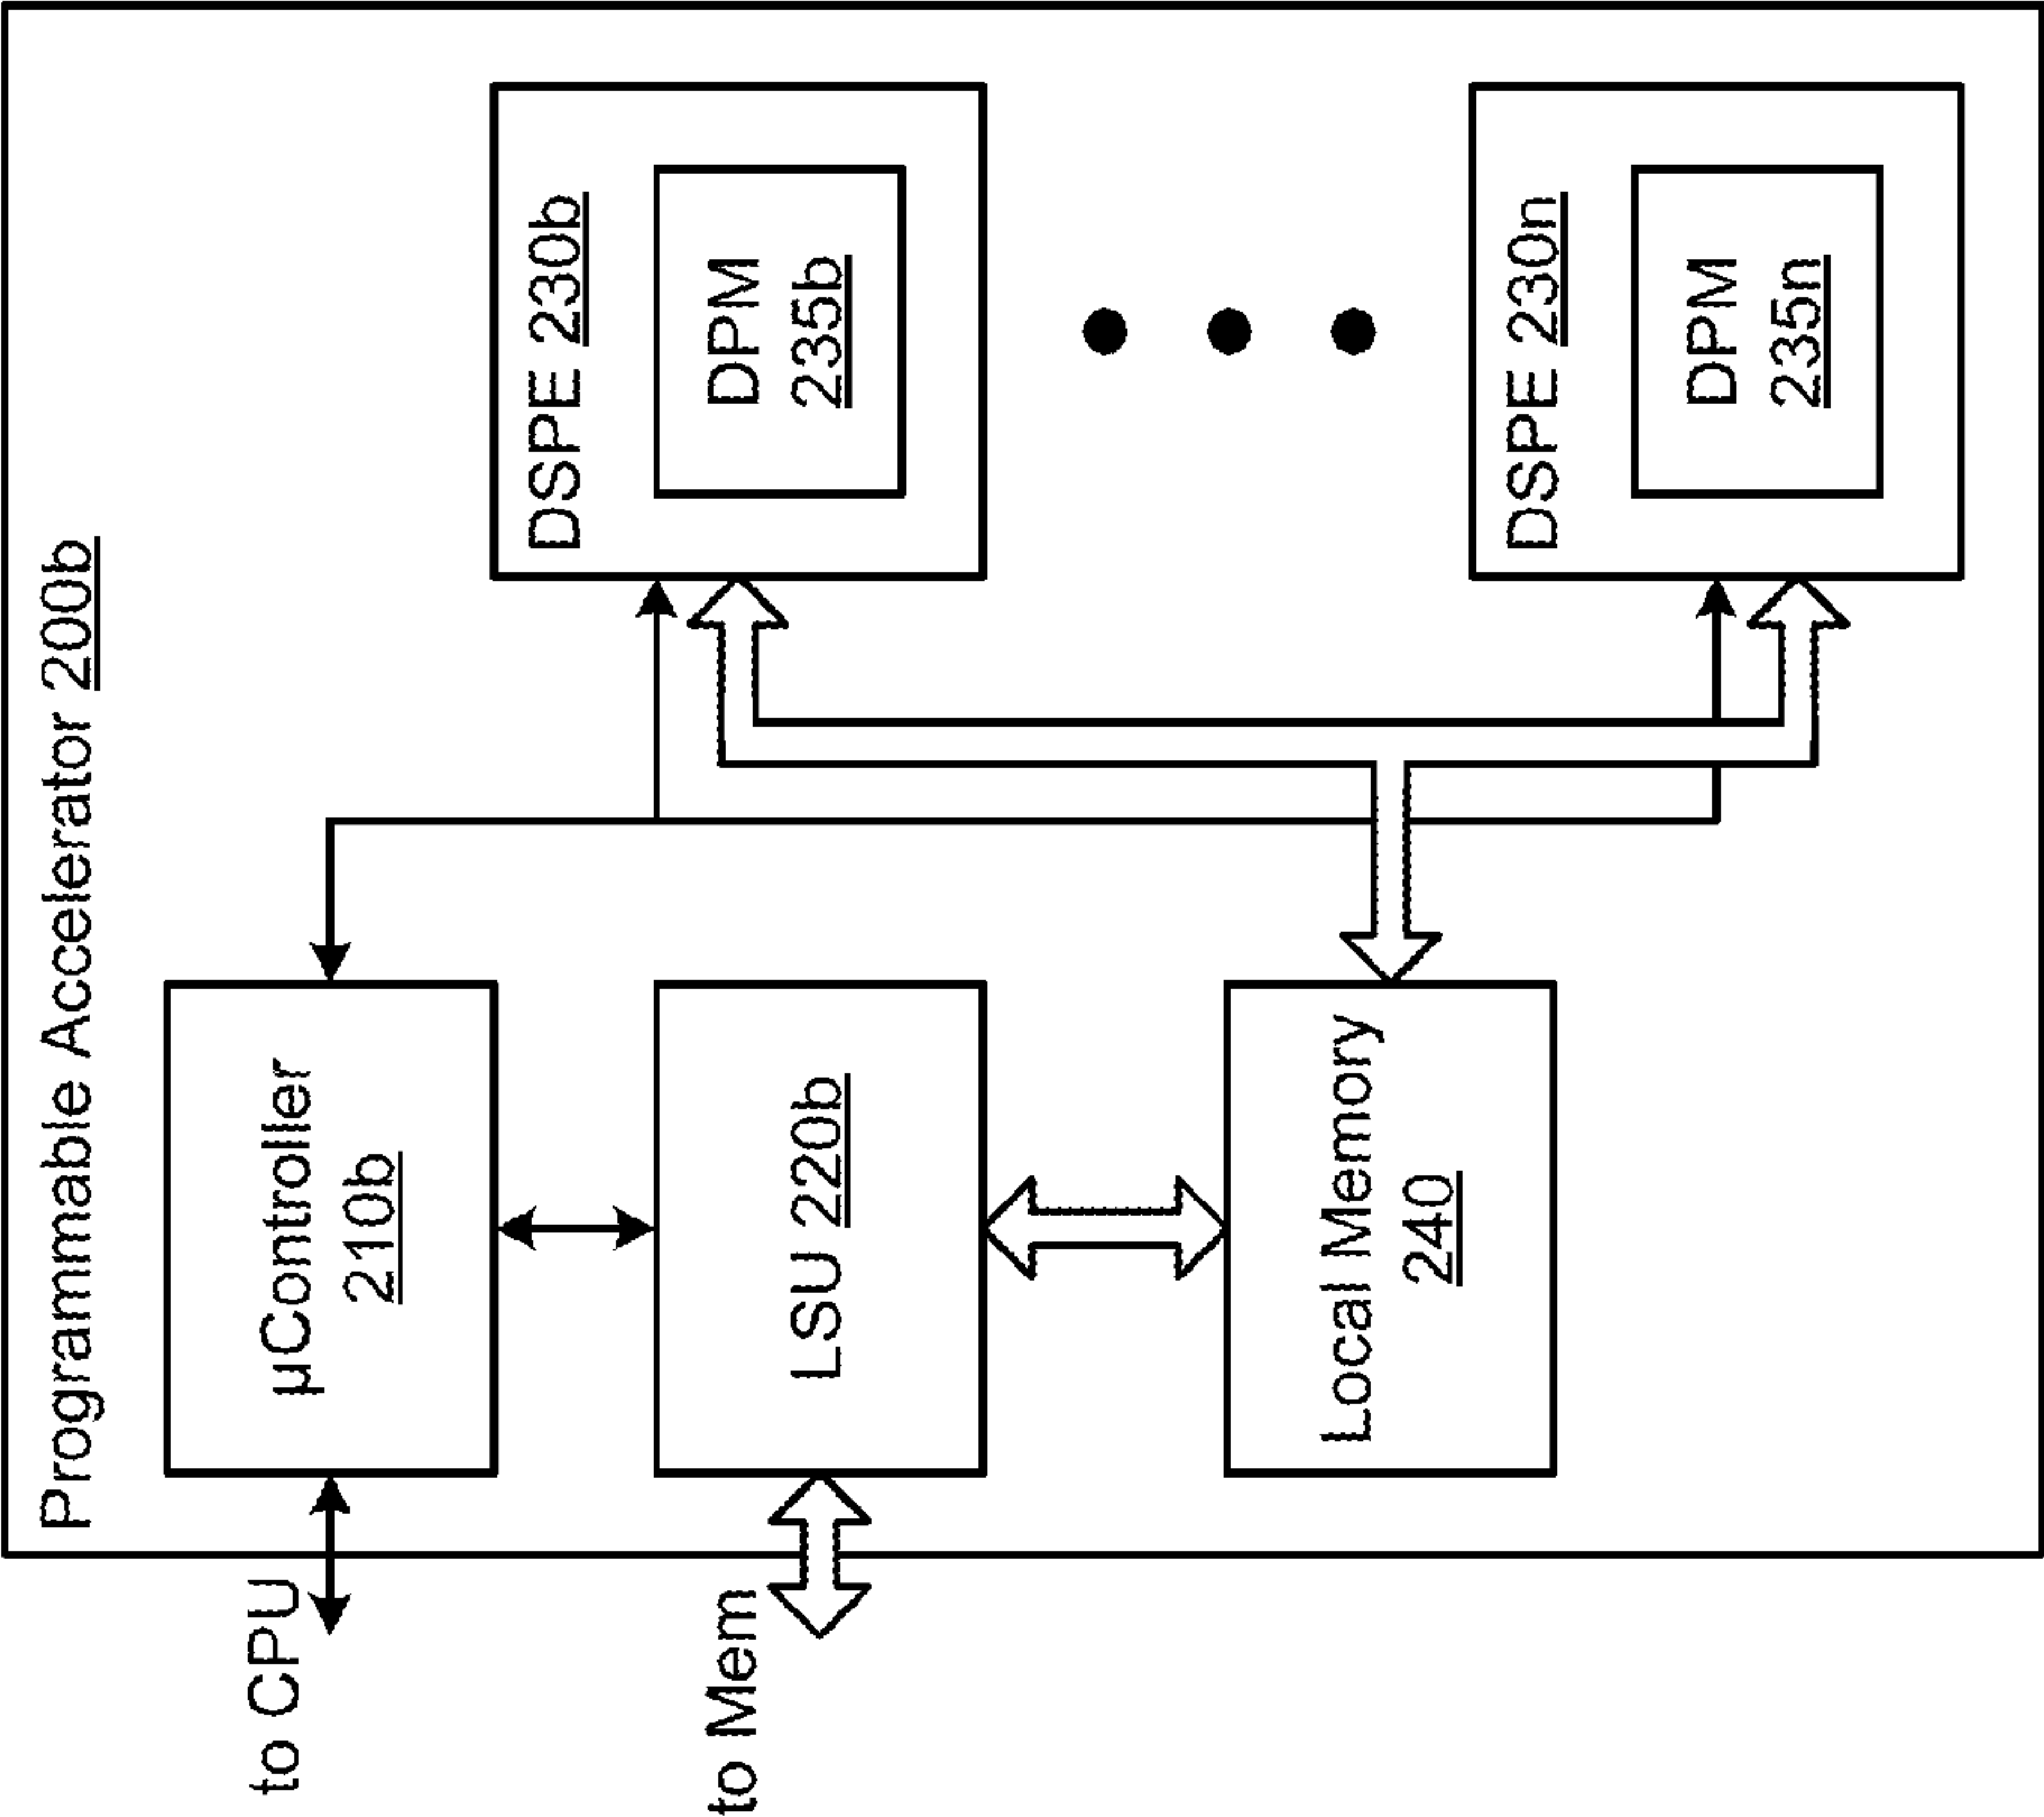 Programmable Accelerator 200b
to CPU
µController
210b
to Mem
LSU 220b
Local Memory
240
DSPE 230b
DPM
235b
DSPE 230n
DPM
235n